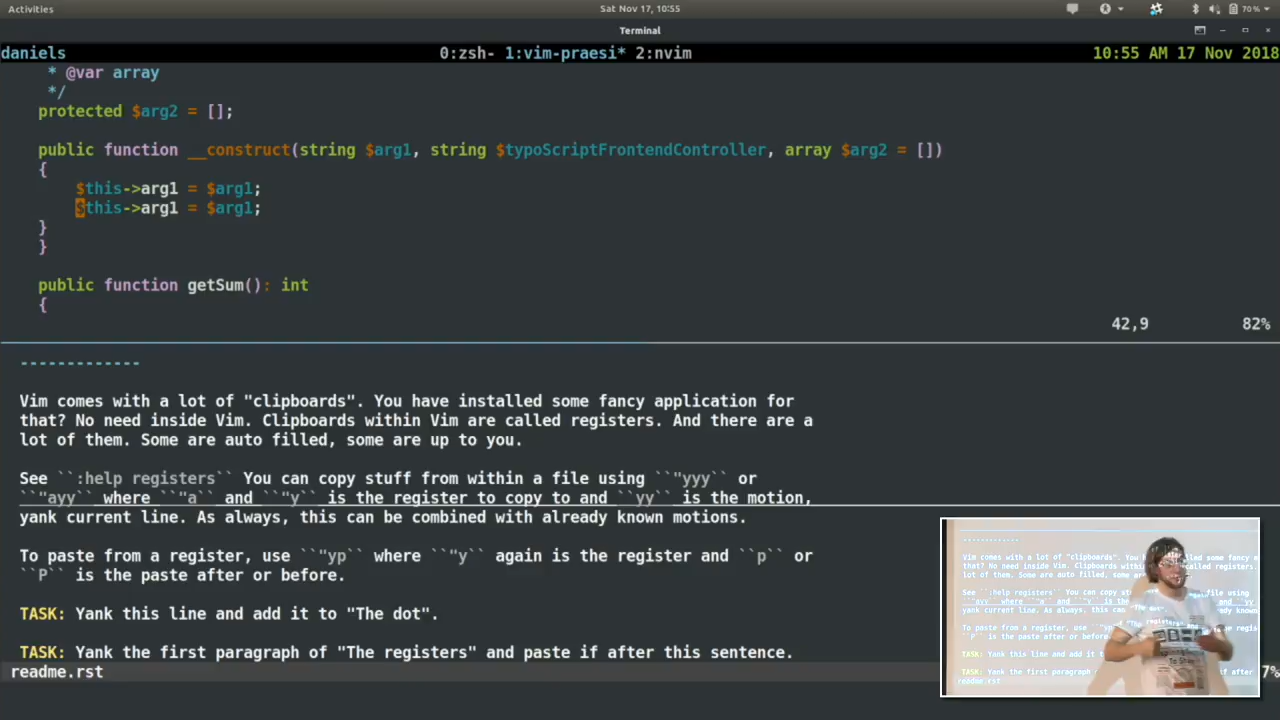 Activities
Sat Nov 17, 10:55
70%
Terminal
daniels 0:zsh- 1:vim-praesi* 2:nvim 10:55 AM 17 Nov 2018
* @var array
*/
protected $arg2 = [];
public function __construct(string $arg1, string $typoScriptFrontendController, array $arg2 = [])
{
$this->arg1 = $arg1;
$this->arg1 = $arg1;
}
}
public function getSum(): int
{
42,9 82%
-------------
Vim comes with a lot of "clipboards". You have installed some fancy application for
that? No need inside Vim. Clipboards within Vim are called registers. And there are a
lot of them. Some are auto filled, some are up to you.
See ``:help registers`` You can copy stuff from within a file using ``"yyy`` or
``"ayy`` where ``"a`` and ``"y`` is the register to copy to and ``yy`` is the motion,
yank current line. As always, this can be combined with already known motions.
To paste from a register, use ``"yp`` where ``"y`` again is the register and ``p`` or
``P`` is the paste after or before.
TASK: Yank this line and add it to "The dot".
TASK: Yank the first paragraph of "The registers" and paste if after this sentence.
readme.rst 7%